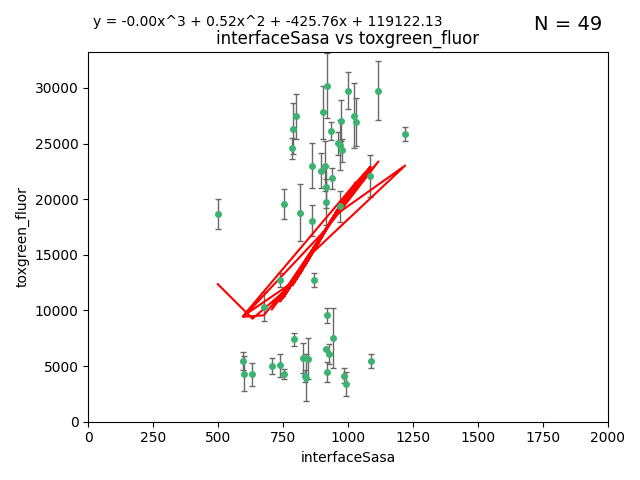 y = -0.00x^3 + 0.52x^2 + -425.76x + 119122.13
N = 49
interfaceSasa vs toxgreen_fluor
30000
25000
20000
15000
10000
5000
0
toxgreen_fluor
0 250 500 750 1000 1250 1500 1750 2000
interfaceSasa